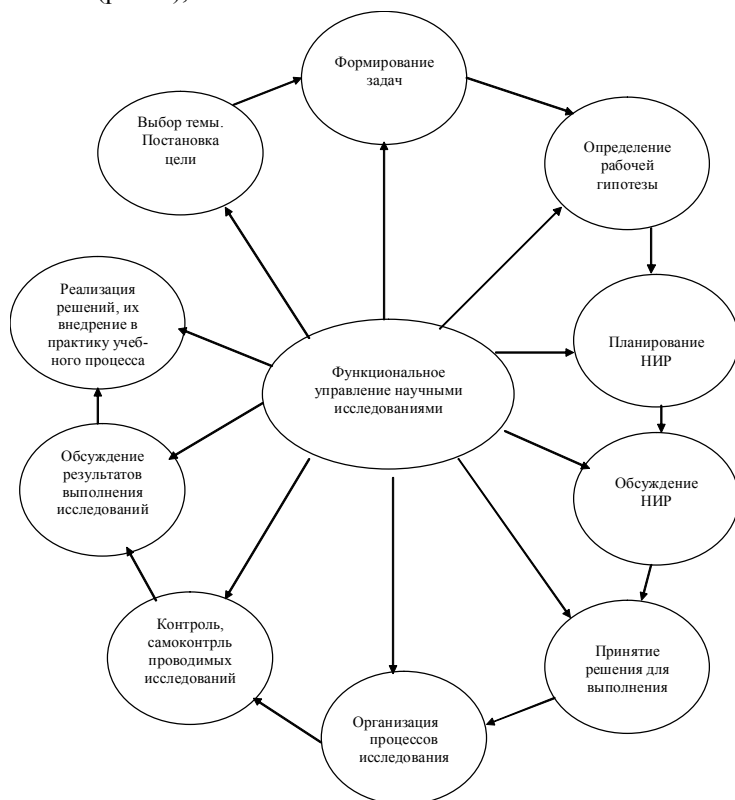 Формирование
задач
Выбор темы.
Постановка
цели
Определение
рабочей
гипотезы
Реализация
решений, их
внедрение в
практику учеб-
ного процесса
Планирование
НИР
Функциональное
управление научными
исследованиями
Обсуждение
результатов
выполнения
исследований
Обсуждение
НИР
Контроль,
самоконтрль
проводимых
исследований
Принятие
решения для
выполнения
Организация
процессов
исследования